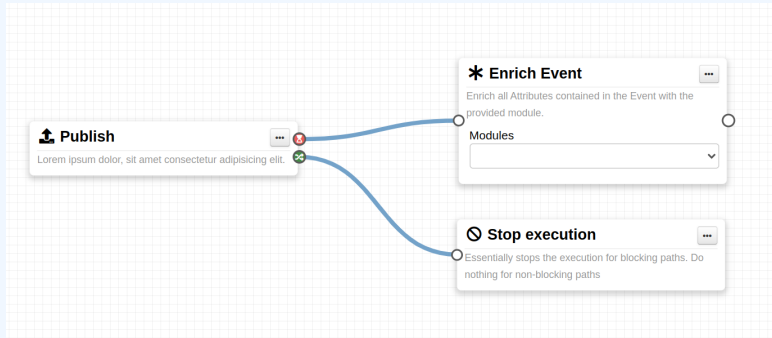 Publish
Lorem ipsum dolor, sit amet consectetur adipisicing elit.
Enrich Event
Enrich all Attributes contained in the Event with the
provided module.
Modules
Stop execution
Essentially stops the execution for blocking paths. Do
nothing for non-blocking paths